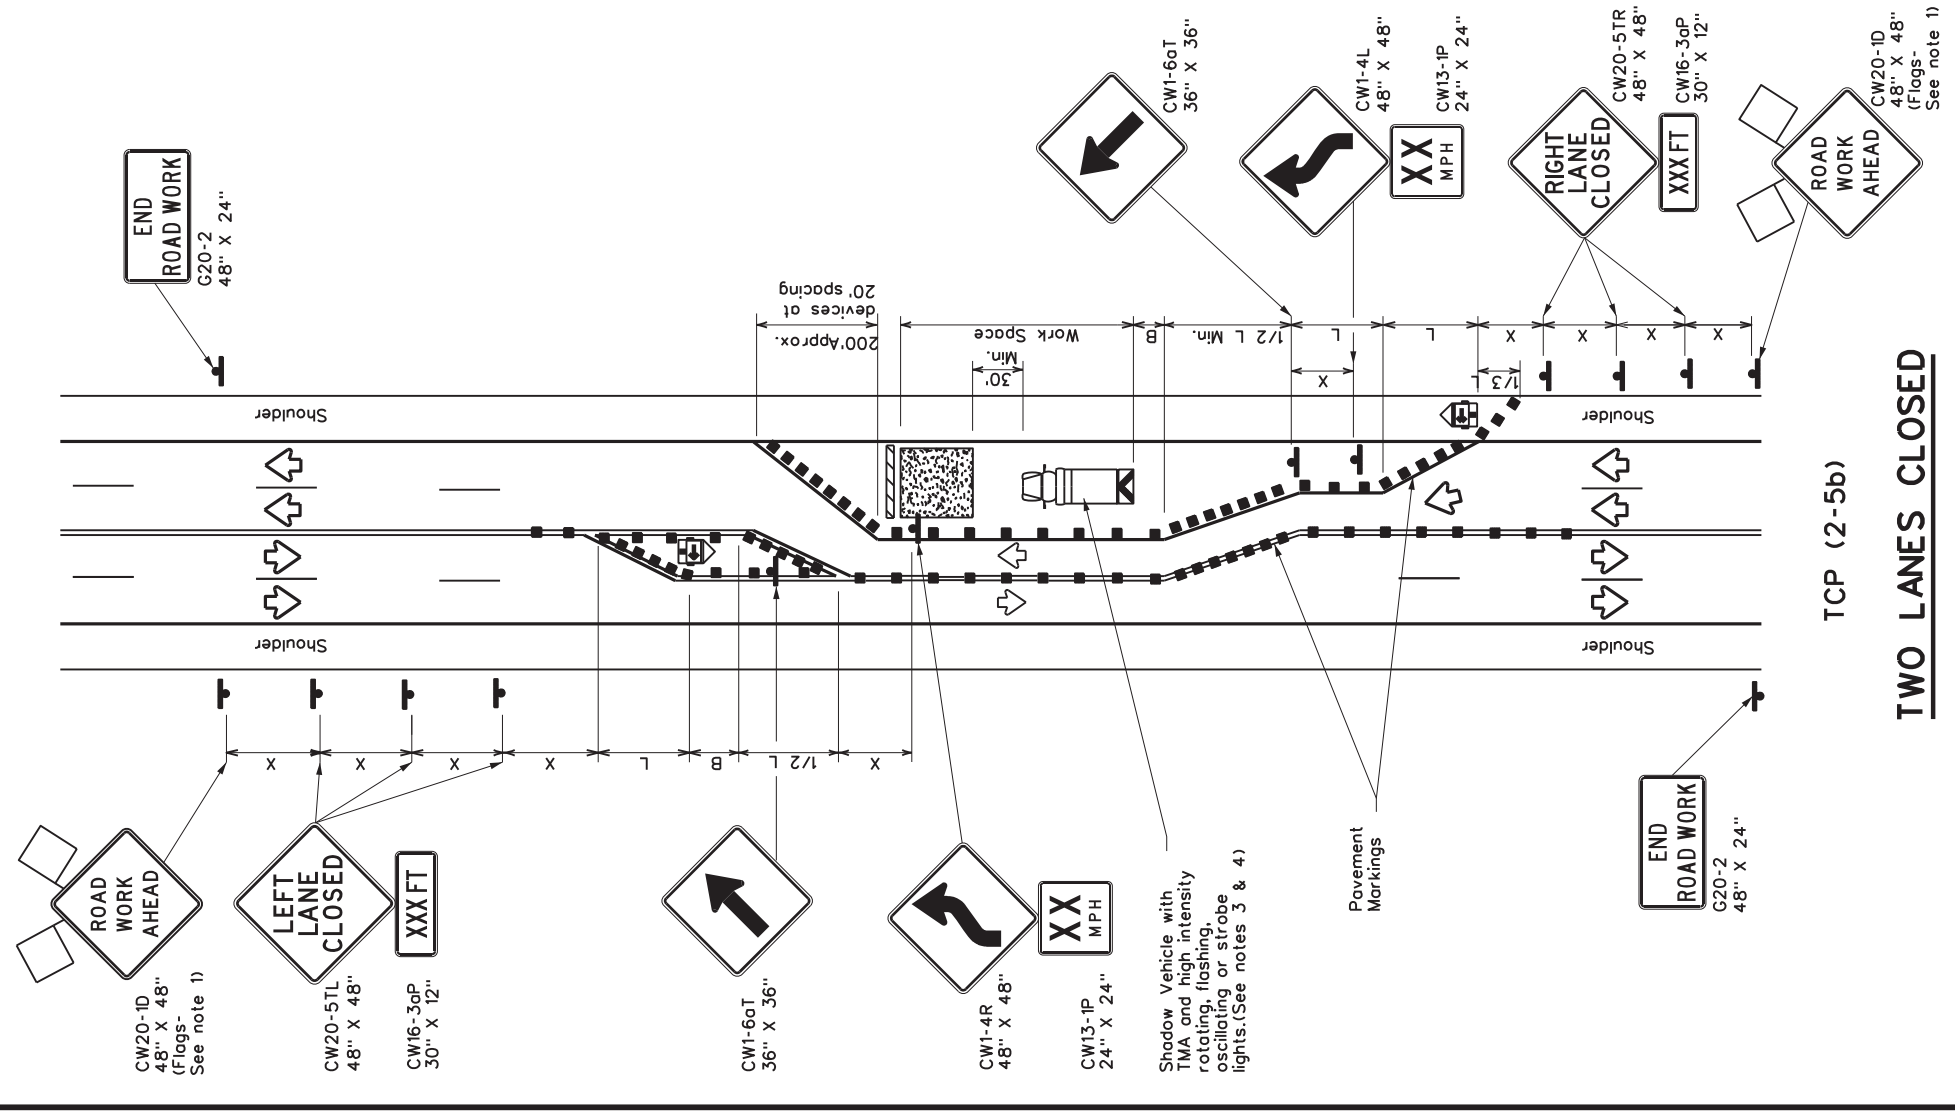 END
ROAD WORK
G20-2
48" X 24"
CW1-6aT
36" X 36"
CW1-4L
48" X 48"
XX
MPH
CW13-1P
24" X 24"
RIGHT
LANE
CLOSED
CW20-5TR
48" X 48"
XXX FT
CW16-3aP
30" X 12"
ROAD
WORK
AHEAD
CW20-1D
48" X 48"
(Flags-
See note 1)
200'Approx.
devices at
20' spacing
Work Space
30'
Min.
B
1/2 L Min.
L
L
X
X
X
X
X
1/3 L
Shoulder
Shoulder
Shoulder
Shoulder
X
X
X
X
L
B
1/2 L
X
ROAD
WORK
AHEAD
CW20-1D
48" X 48"
(Flags-
See note 1)
LEFT
LANE
CLOSED
CW20-5TL
48" X 48"
XXX FT
CW16-3aP
30" X 12"
CW1-6aT
36" X 36"
CW1-4R
48" X 48"
XX
MPH
CW13-1P
24" X 24"
Shadow Vehicle with
TMA and high intensity
rotating, flashing,
oscillating or strobe
lights.(See notes 3 & 4)
Pavement
Markings
END
ROAD WORK
G20-2
48" X 24"
TCP (2-5b)
TWO LANES CLOSED